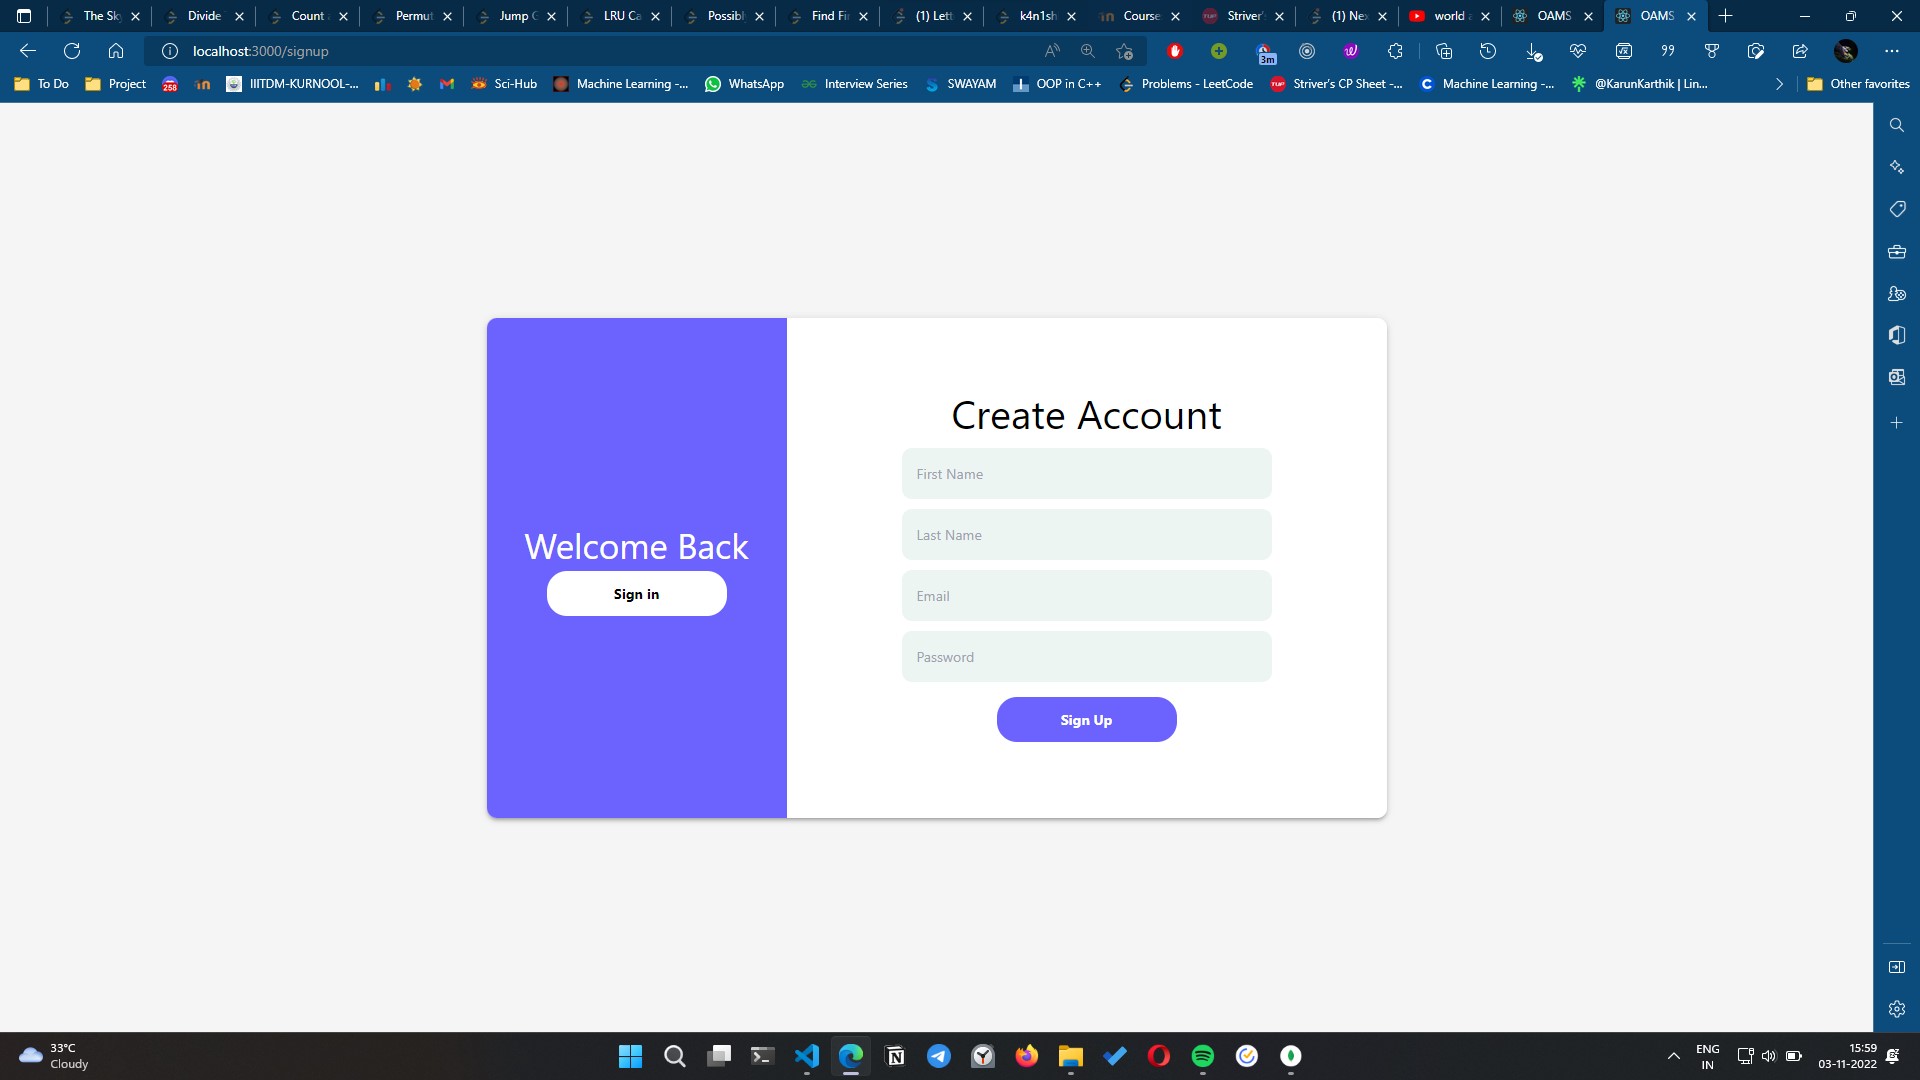 The Sk
Divide
Count
Permut
Jump G
LRU Ca
Possibl
Find Fi
(1) Lett
k4n1sh
Course
Striver'
(1) Ne
world
OAMS
OAMS
localhost:3000/signup
3m
To Do
Project
258
IIITDM-KURNOOL-...
Sci-Hub
Machine Learning -...
WhatsApp
Interview Series
SWAYAM
OOP in C++
Problems - LeetCode
Striver's CP Sheet -...
Machine Learning -...
@KarunKarthik | Lin...
Other favorites
Create Account
First Name
Last Name
Welcome Back
Sign in
Email
Password
Sign Up
33°C
Cloudy
ENG
IN
15:59
03-11-2022